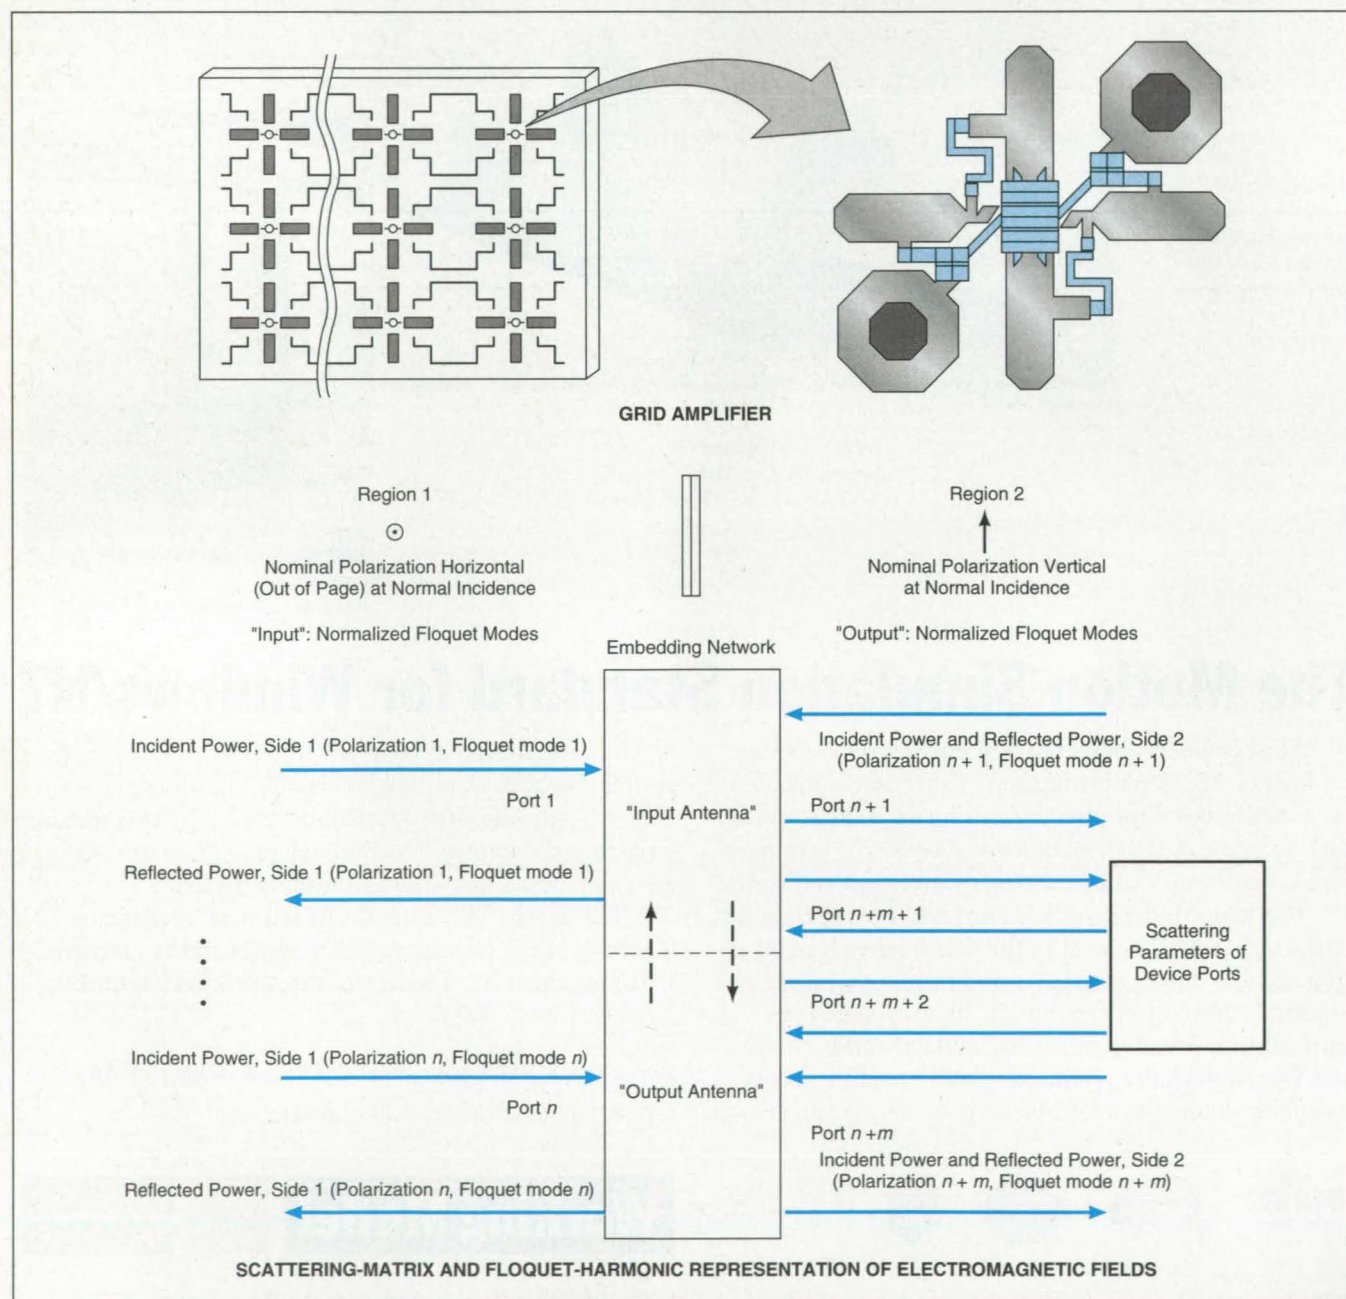 GRID AMPLIFIER
Region 1
Region 2
Nominal Polarization Horizontal
(Out of Page) at Normal Incidence
Nominal Polarization Vertical
at Normal Incidence
"Input": Normalized Floquet Modes
"Output": Normalized Floquet Modes
Embedding Network
Incident Power, Side 1 (Polarization 1, Floquet mode 1)
Port 1
"Input Antenna"
Incident Power and Reflected Power, Side 2
(Polarization n + 1, Floquet mode n + 1)
Port n + 1
Reflected Power, Side 1 (Polarization 1, Floquet mode 1)
Port n+m + 1
Scattering
Parameters of
Device Ports
Port n + m + 2
Incident Power, Side 1 (Polarization n, Floquet mode n)
Port n
"Output Antenna"
Port n +m
Incident Power and Reflected Power, Side 2
(Polarization n + m, Floquet mode n + m)
Reflected Power, Side 1 (Polarization n, Floquet mode n)
SCATTERING-MATRIX AND FLOQUET-HARMONIC REPRESENTATION OF ELECTROMAGNETIC FIELDS